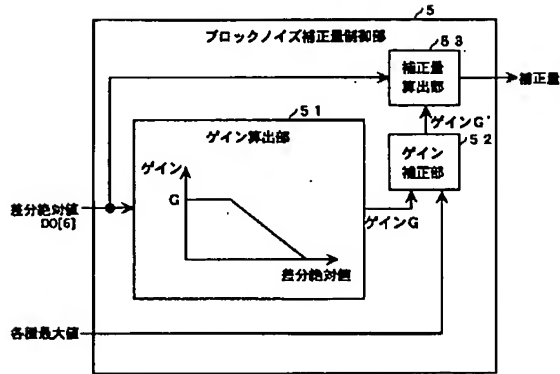 5
ブロックノイズ補正量制御部
53
補正量
算出部
補正量
ゲインG'
52
ゲイン
補正部
51
ゲイン算出部
ゲイン
G
差分絶対値
差分絶対値
DO[6]
ゲインG
各種最大値